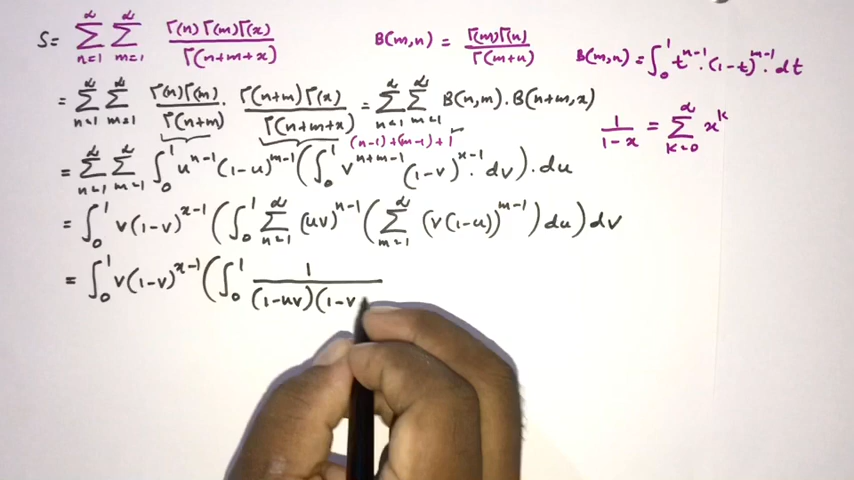 S = ∑_{n=1}^{∝} ∑_{m=1}^{∝} Γ(n) Γ(m) Γ(x) / Γ(n+m+x)
B(m,n) = Γ(m) Γ(n) / Γ(m+n)
B(m,n) = ∫_0^1 t^{n-1} · (1-t)^{m-1} · dt
= ∑_{n=1}^{∝} ∑_{m=1}^{∝} Γ(n) Γ(m) / Γ(n+m) · Γ(n+m) Γ(x) / Γ(n+m+x) = ∑_{n=1}^{∝} ∑_{m=1}^{∝} B(n,m) · B(n+m,x)
1/(1-x) = ∑_{k=0}^{∝} x^k
(n-1)+(m-1)+1
= ∑_{n=1}^{∝} ∑_{m=1}^{∝} ∫_0^1 u^{n-1} (1-u)^{m-1} (∫_0^1 v^{n+m-1} (1-v)^{x-1} · dv) · du
= ∫_0^1 v(1-v)^{x-1} (∫_0^1 ∑_{n=1}^{∝} (uv)^{n-1} (∑_{m=1}^{∝} (v(1-u))^{m-1}) du) dv
= ∫_0^1 v(1-v)^{x-1} (∫_0^1 1 / (1-uv)(1-v